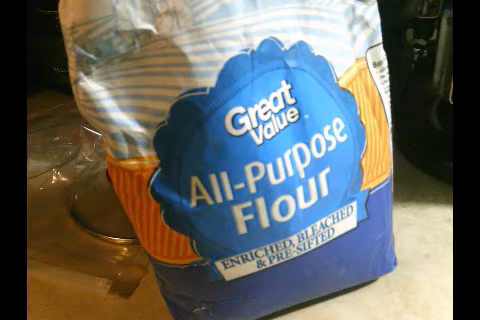 Great
Value
All-Purpose
Flour
ENRICHED, BLEACHED
& PRE-SIFTED